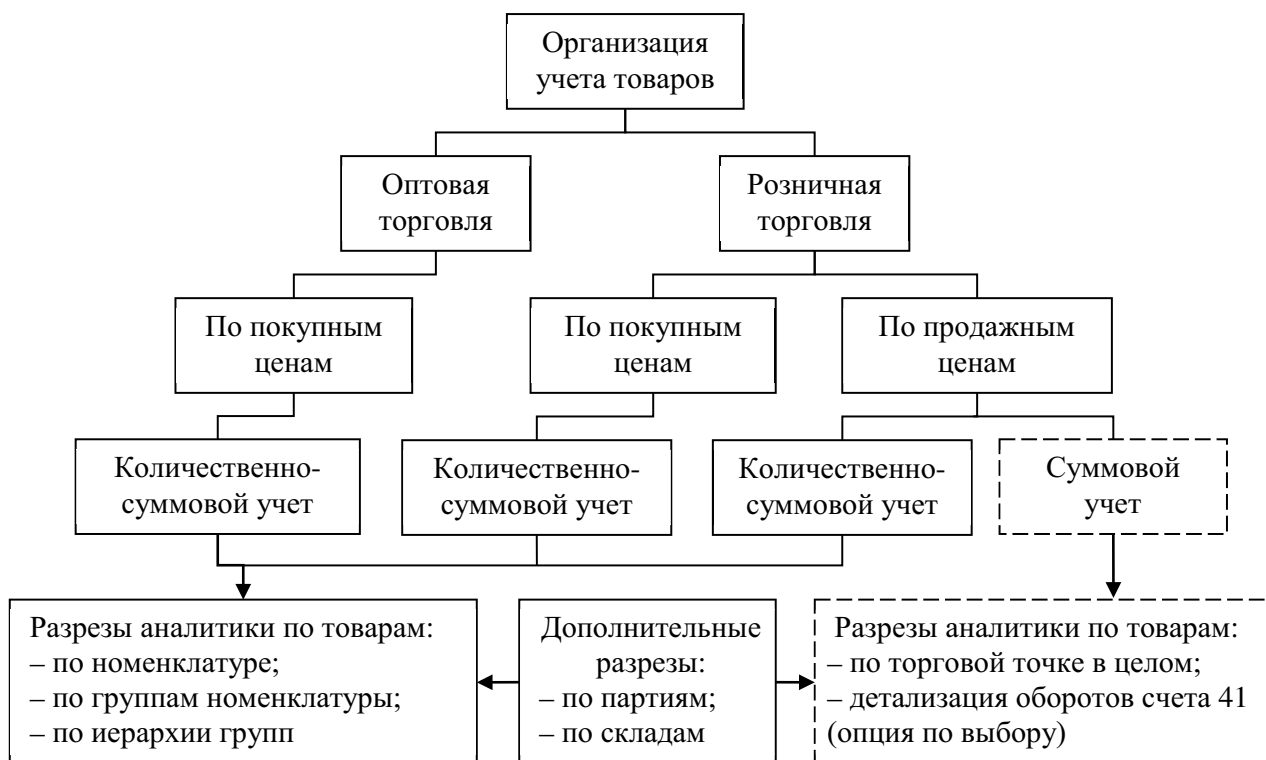 Организация
учета товаров
Оптовая
торговля
Розничная
торговля
По покупным
ценам
По покупным
ценам
По продажным
ценам
Количественно-
суммовой учет
Количественно-
суммовой учет
Количественно-
суммовой учет
Суммовой
учет
Разрезы аналитики по товарам:
– по номенклатуре;
– по группам номенклатуры;
– по иерархии групп
Дополнительные
разрезы:
– по партиям;
– по складам
Разрезы аналитики по товарам:
– по торговой точке в целом;
– детализация оборотов счета 41
(опция по выбору)